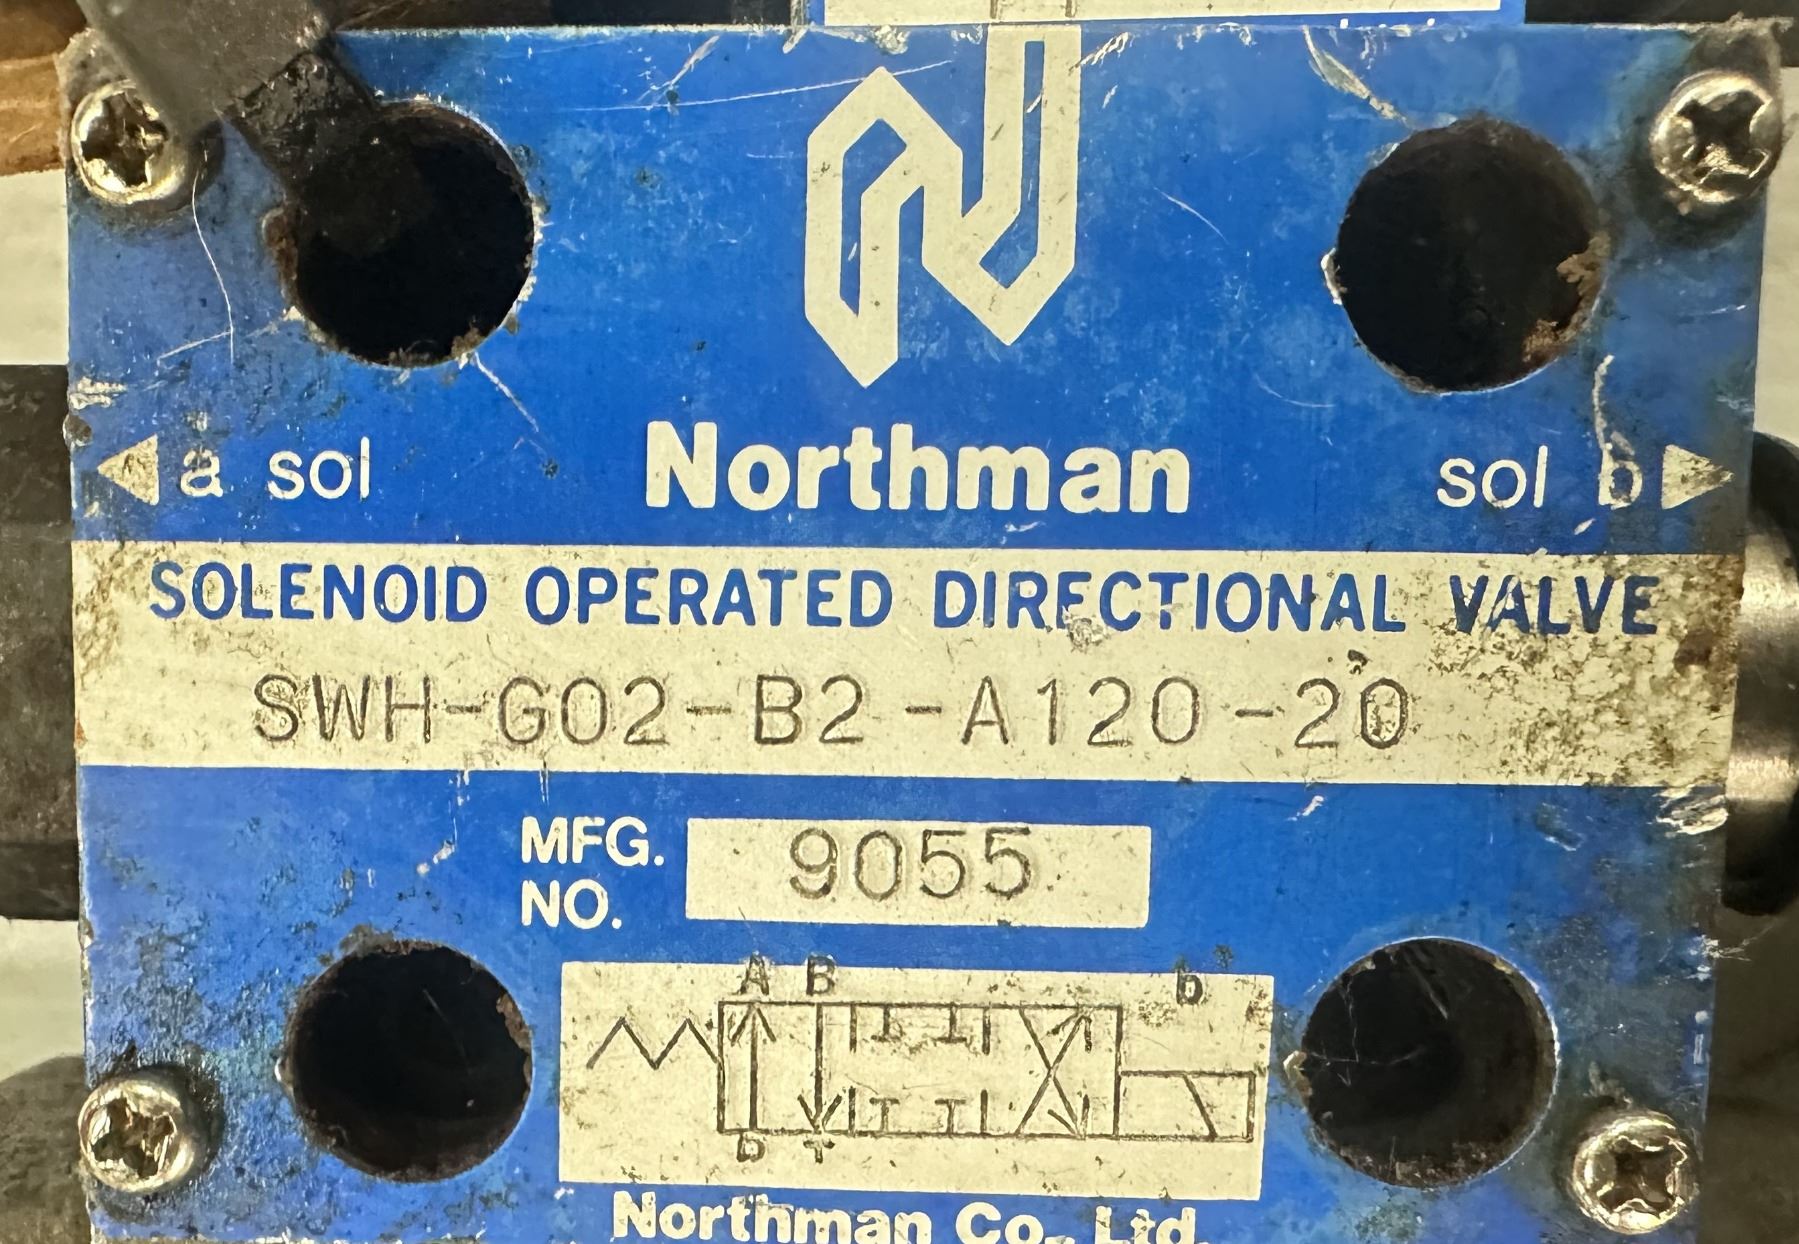 a sol
Northman
sol b
SOLENOID OPERATED DIRECTIONAL VALVE
SWH-G02-B2-A120-20
MFG. NO.
9055
A B b
P T
Northman Co., Ltd.